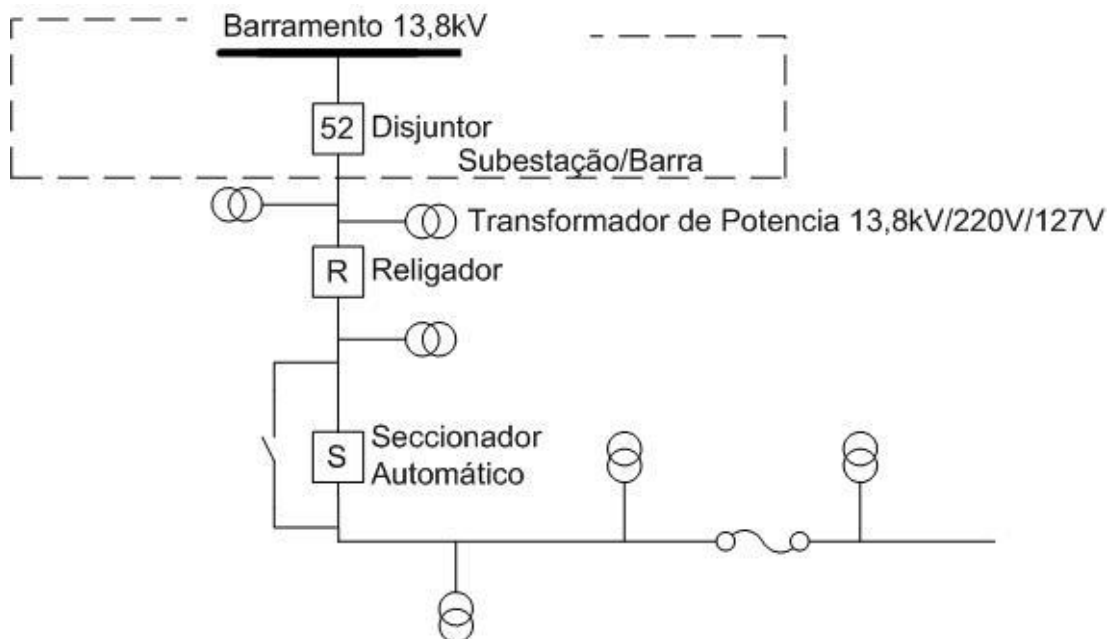 Barramento 13,8kV
52 Disjuntor
Subestação/Barra
Transformador de Potencia 13,8kV/220V/127V
R Religador
S Seccionador
Automático